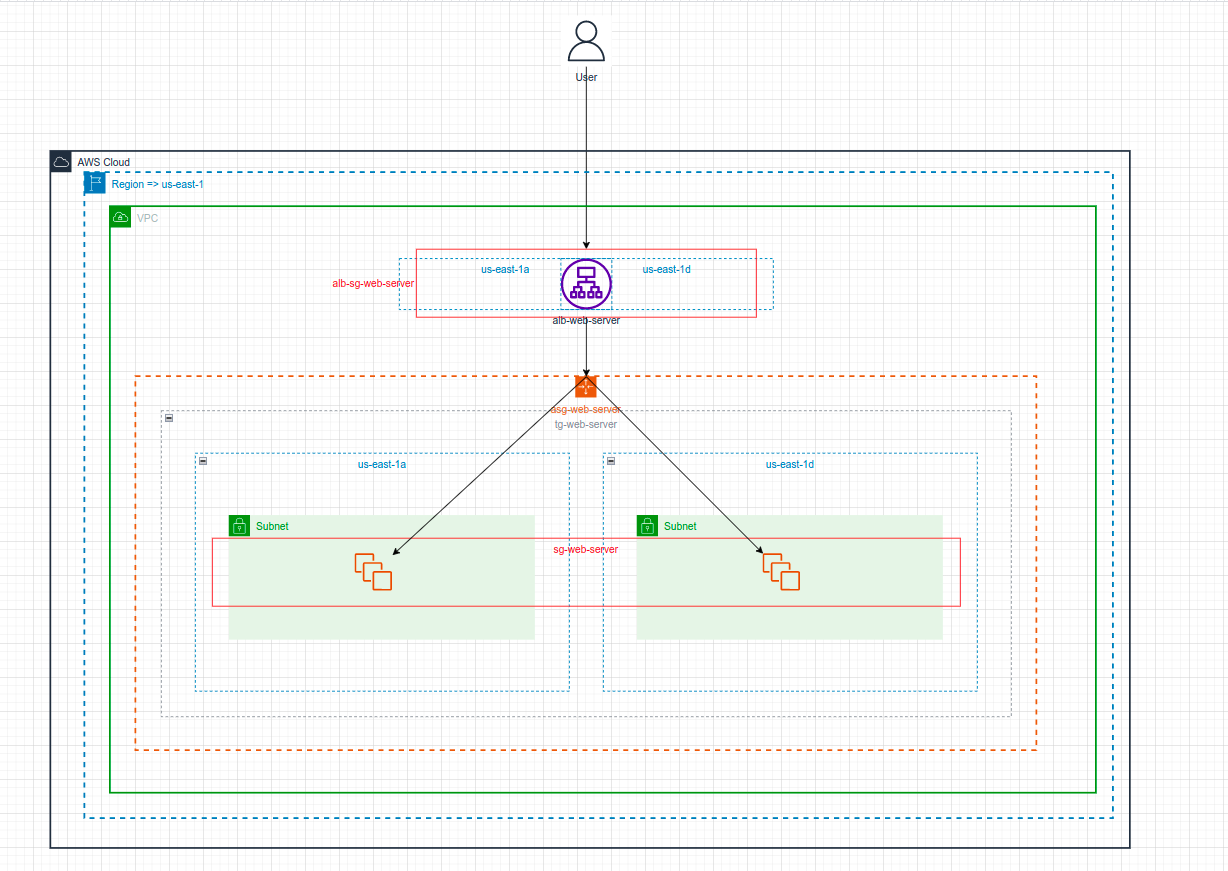 User
AWS Cloud
Region => us-east-1
VPC
us-east-1a
us-east-1d
alb-sg-web-server
alb-web-server
asg-web-server
tg-web-server
us-east-1a
us-east-1d
Subnet
Subnet
sg-web-server